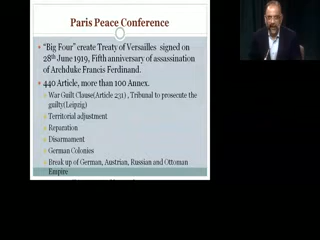 Paris Peace Conference
"Big Four" create Treaty of Versailles signed on
28th June 1919, Fifth anniversary of assassination
of Archduke Francis Ferdinand.
440 Article, more than 100 Annex.
War Guilt Clause(Article 231) , Tribunal to prosecute the
guilty(Leipzig)
Territorial adjustment
Reparation
Disarmament
German Colonies
Break up of German, Austrian, Russian and Ottoman
Empire